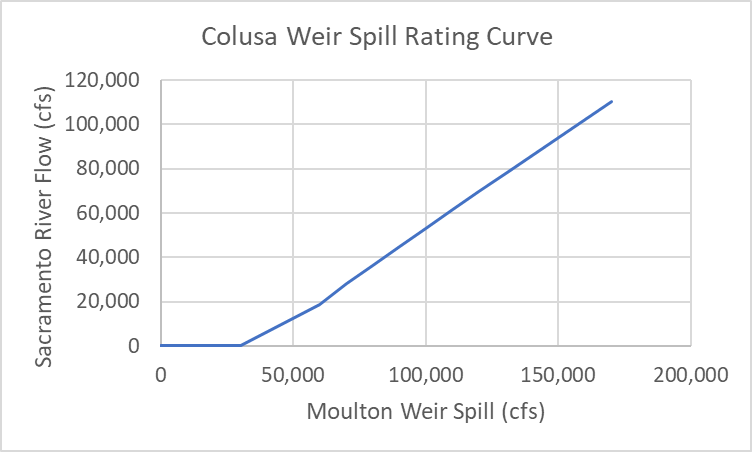 Colusa Weir Spill Rating Curve
Sacramento River Flow (cfs)
120,000
100,000
80,000
60,000
40,000
20,000
0
0 50,000 100,000 150,000 200,000
Moulton Weir Spill (cfs)